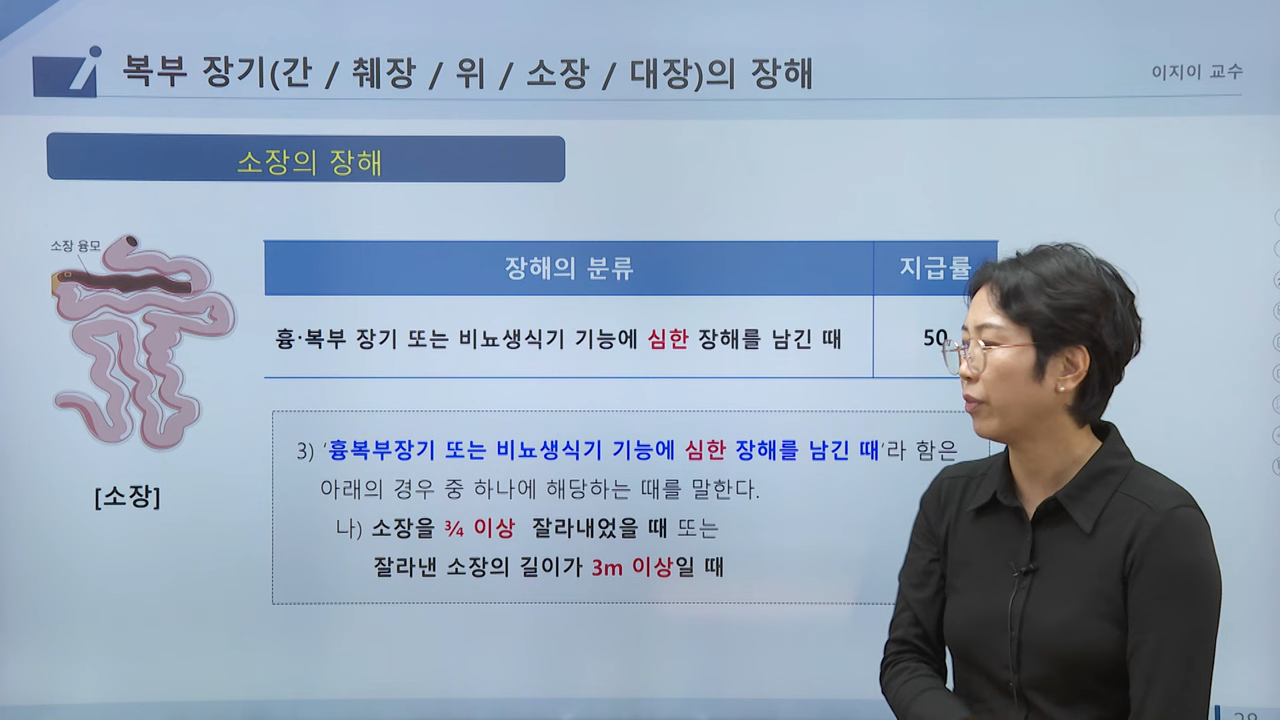 복부 장기(간 / 췌장 / 위 / 소장 / 대장)의 장해
이지이 교수
소장의 장해
소장 융모
[소장]
장해의 분류 지급률
흉·복부 장기 또는 비뇨생식기 기능에 심한 장해를 남긴 때 50
3) '흉복부장기 또는 비뇨생식기 기능에 심한 장해를 남긴 때'라 함은
아래의 경우 중 하나에 해당하는 때를 말한다.
나) 소장을 ¾ 이상 잘라내었을 때 또는
잘라낸 소장의 길이가 3m 이상일 때